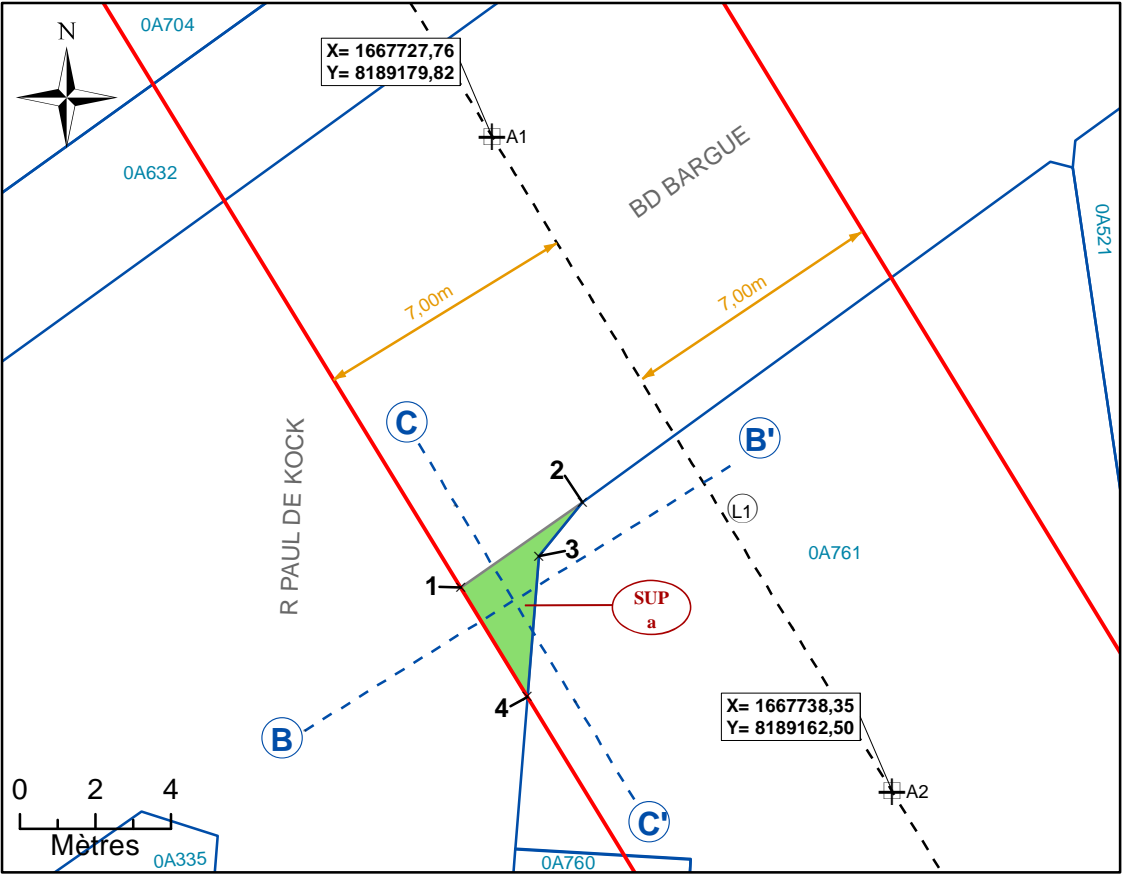 0A704
N
X= 1667727,76
Y= 8189179,82
A1
0A632
BD BARGUE
0A521
7,00m
7,00m
C
B'
R PAUL DE KOCK
2
L1
3
0A761
1
SUP
a
4
X= 1667738,35
Y= 8189162,50
B
A2
0 2 4
Mètres
C'
0A335
0A760